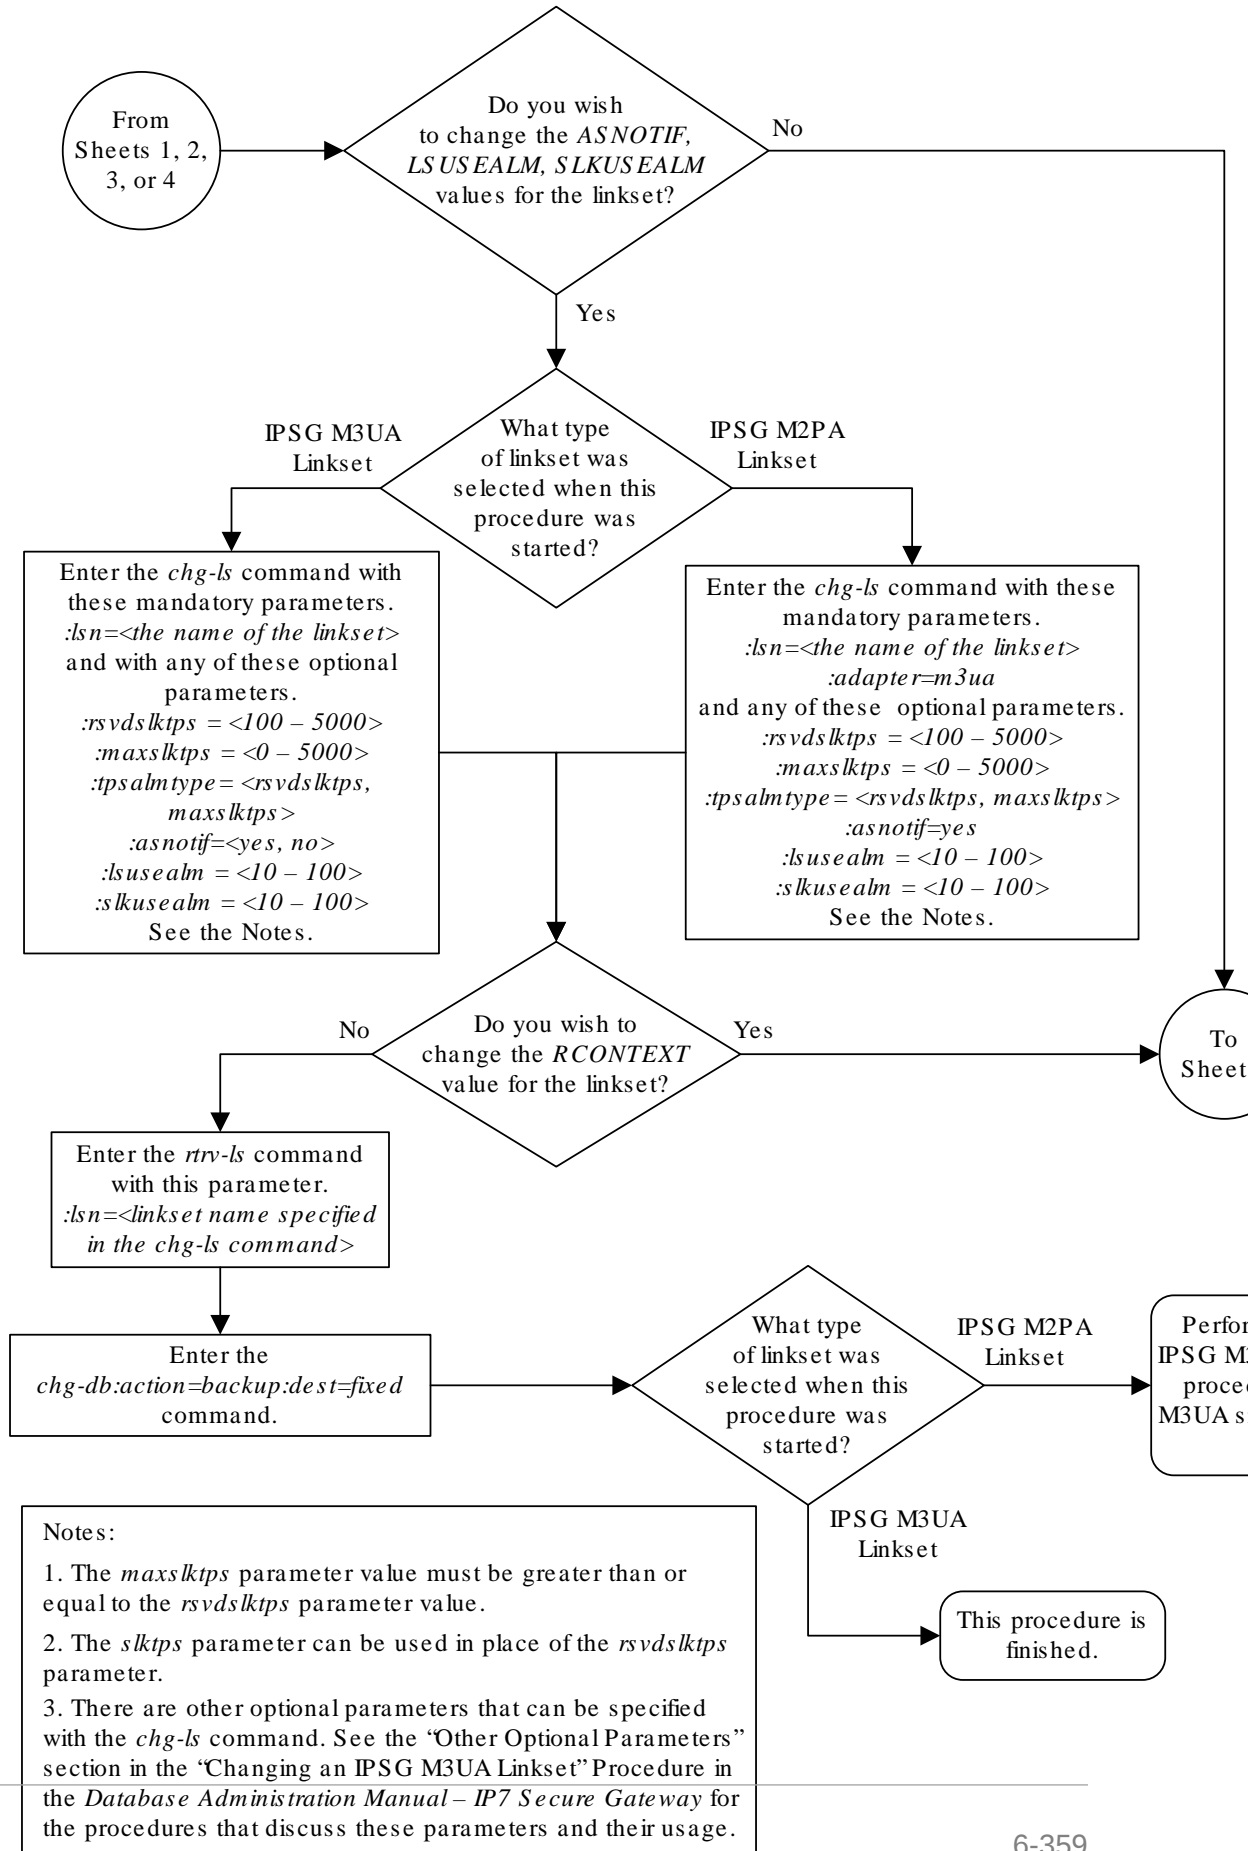 From
Sheets 1, 2,
3, or 4
Do you wish
to change the ASNOTIF,
LSUSEALM, SLKUSEALM
values for the linkset?
No
Yes
What type
of linkset was
selected when this
procedure was
started?
IPSG M3UA
Linkset
IPSG M2PA
Linkset
Enter the chg-ls command with
these mandatory parameters.
:lsn=<the name of the linkset>
and with any of these optional
parameters.
:rsvdslktps = <100 – 5000>
:maxslktps = <0 – 5000>
:tpsalmtype = <rsvdslktps,
maxslktps>
:asnotif=<yes, no>
:lsusealm = <10 – 100>
:slkusealm = <10 – 100>
See the Notes.
Enter the chg-ls command with these
mandatory parameters.
:lsn=<the name of the linkset>
:adapter=m3ua
and any of these optional parameters.
:rsvdslktps = <100 – 5000>
:maxslktps = <0 – 5000>
:tpsalmtype = <rsvdslktps, maxslktps>
:asnotif=yes
:lsusealm = <10 – 100>
:slkusealm = <10 – 100>
See the Notes.
Do you wish to
change the RCONTEXT
value for the linkset?
No
Yes
To
Sheet
Enter the rtrv-ls command
with this parameter.
:lsn=<linkset name specified
in the chg-ls command>
Enter the
chg-db:action=backup:dest=fixed
command.
What type
of linkset was
selected when this
procedure was
started?
IPSG M2PA
Linkset
IPSG M3UA
Linkset
IPSG
M3UA
This procedure is
finished.
Notes:
1. The maxslktps parameter value must be greater than or
equal to the rsvdslktps parameter value.
2. The slktps parameter can be used in place of the rsvdslktps
parameter.
3. There are other optional parameters that can be specified
with the chg-ls command. See the “Other Optional Parameters”
section in the “Changing an IPSG M3UA Linkset” Procedure in
the Database Administration Manual – IP7 Secure Gateway for
the procedures that discuss these parameters and their usage.
6-359